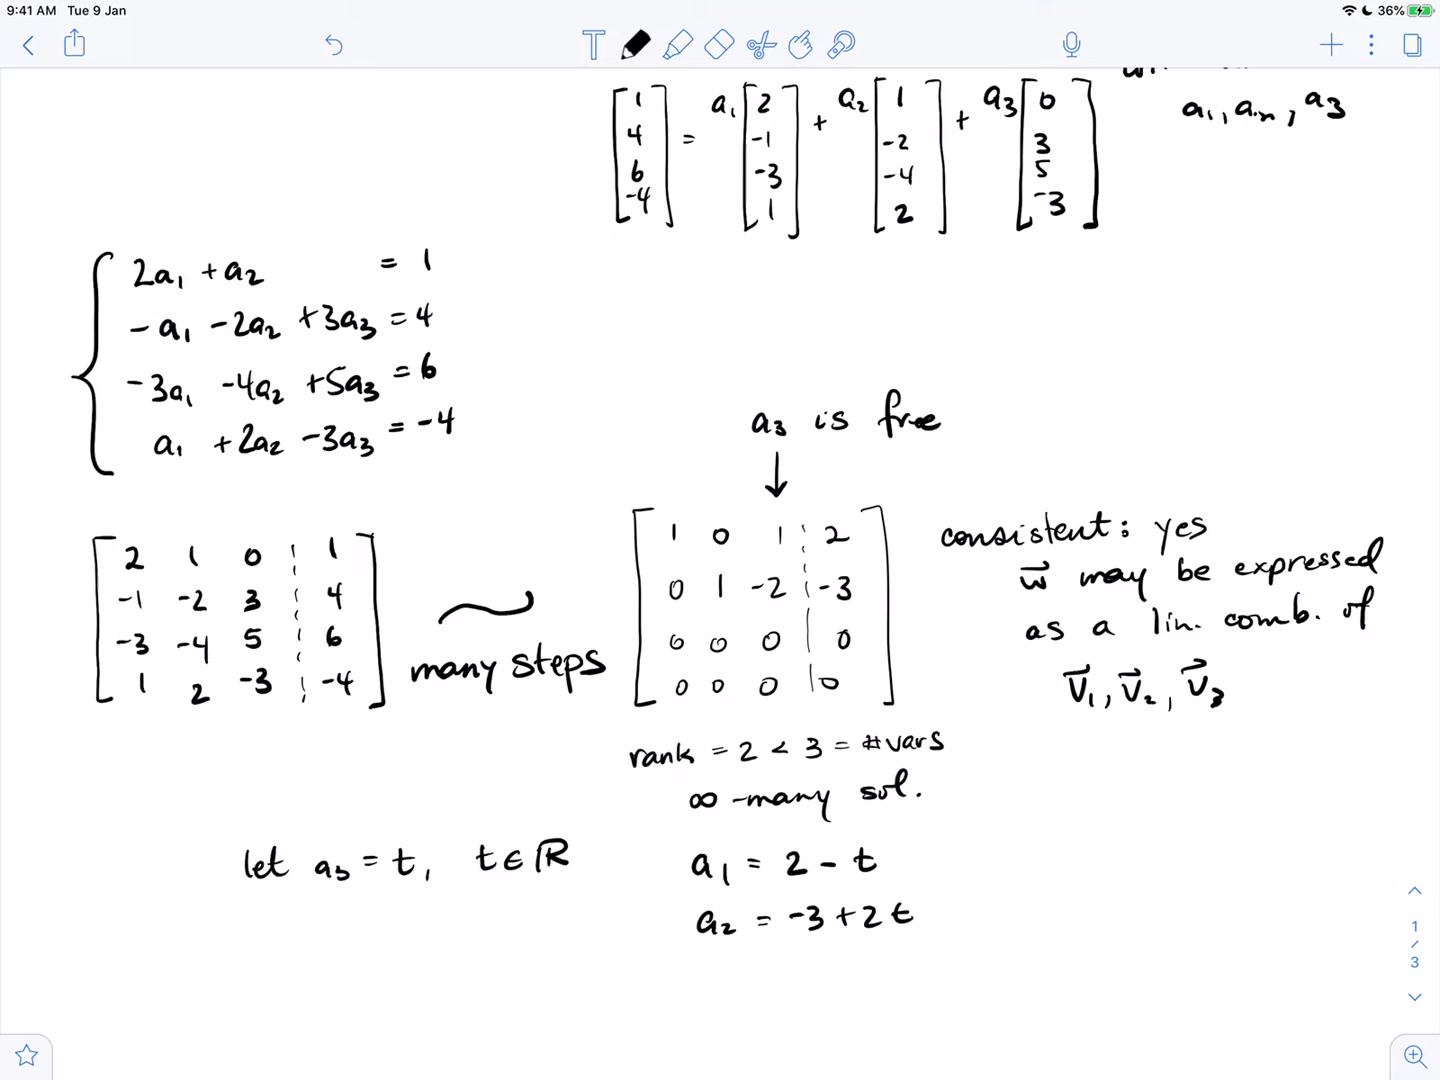 9:41 AM Tue 9 Jan 36%
T
[1 4 6 -4] = a₁ [2 -1 -3 1] + a₂ [1 -2 -4 2] + a₃ [0 3 5 -3]
a₁, a₂, a₃
2a₁ + a₂ = 1
-a₁ - 2a₂ + 3a₃ = 4
-3a₁ - 4a₂ + 5a₃ = 6
a₁ + 2a₂ - 3a₃ = -4
a₃ is free
↓
2 1 0 | 1
-1 -2 3 | 4
-3 -4 5 | 6
1 2 -3 | -4
~
many steps
1 0 1 | 2
0 1 -2 | -3
0 0 0 | 0
0 0 0 | 0
consistent: yes
w⃗ may be expressed
as a lin. comb. of
v⃗₁, v⃗₂, v⃗₃
rank = 2 < 3 = # vars
∞-many sol.
let a₃ = t, t ∈ ℝ
a₁ = 2 - t
a₂ = -3 + 2t
1
/
3